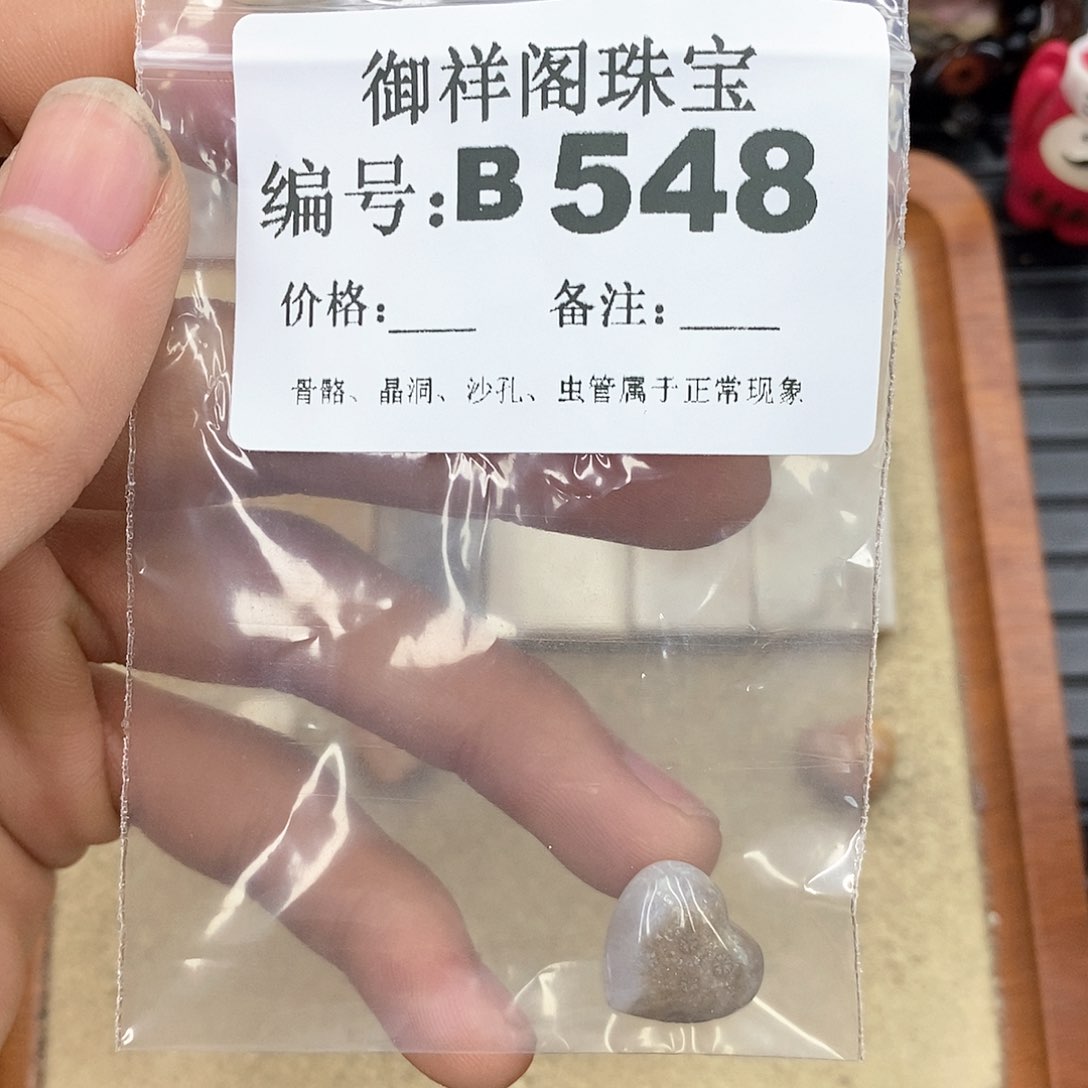 御祥阁珠宝
编号:B548
价格:____ 备注:____
骨骼、晶洞、沙孔、虫管属于正常现象